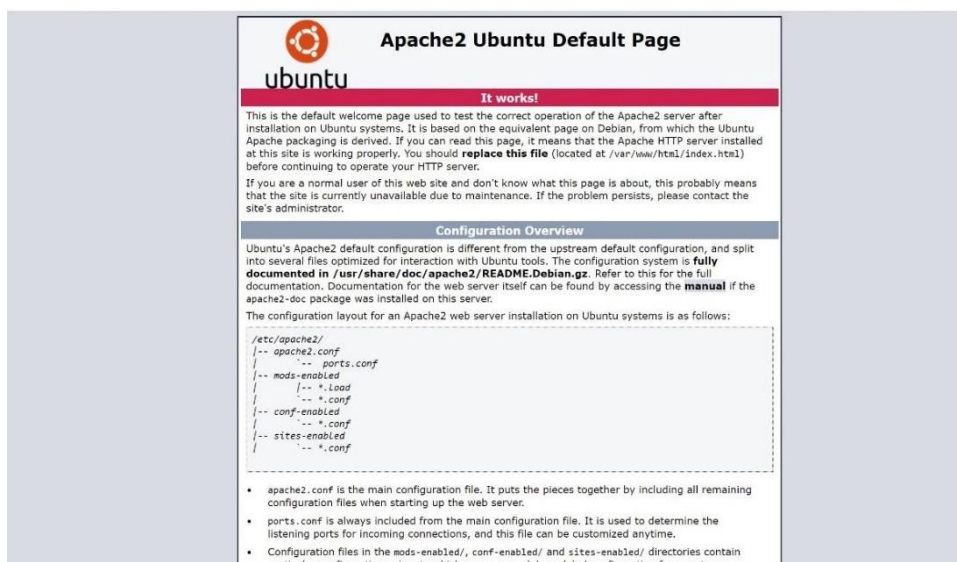 Apache2 Ubuntu Default Page
ubuntu
It works!
This is the default welcome page used to test the correct operation of the Apache2 server after
installation on Ubuntu systems. It is based on the equivalent page on Debian, from which the Ubuntu
Apache packaging is derived. If you can read this page, it means that the Apache HTTP server installed
at this site is working properly. You should replace this file (located at /var/www/html/index.html)
before continuing to operate your HTTP server.
If you are a normal user of this web site and don't know what this page is about, this probably means
that the site is currently unavailable due to maintenance. If the problem persists, please contact the
site's administrator.
Configuration Overview
Ubuntu's Apache2 default configuration is different from the upstream default configuration, and split
into several files optimized for interaction with Ubuntu tools. The configuration system is fully
documented in /usr/share/doc/apache2/README.Debian.gz. Refer to this for the full
documentation. Documentation for the web server itself can be found by accessing the manual if the
apache2-doc package was installed on this server.
The configuration layout for an Apache2 web server installation on Ubuntu systems is as follows:
/etc/apache2/
|-- apache2.conf
|       `--  ports.conf
|-- mods-enabled
|       |-- *.load
|       `-- *.conf
|-- conf-enabled
|       `-- *.conf
|-- sites-enabled
|       `-- *.conf
• apache2.conf is the main configuration file. It puts the pieces together by including all remaining
configuration files when starting up the web server.
• ports.conf is always included from the main configuration file. It is used to determine the
listening ports for incoming connections, and this file can be customized anytime.
• Configuration files in the mods-enabled/, conf-enabled/ and sites-enabled/ directories contain